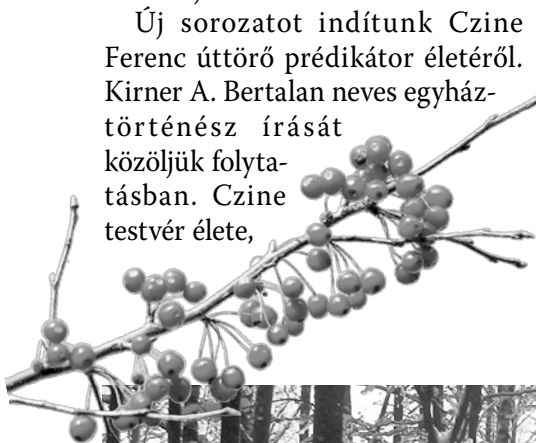 Új sorozatot indítunk Czine
Ferenc úttörő prédikátor életéről.
Kirner A. Bertalan neves egyház-
történész írását
közöljük folyta-
tásban. Czine
testvér élete,